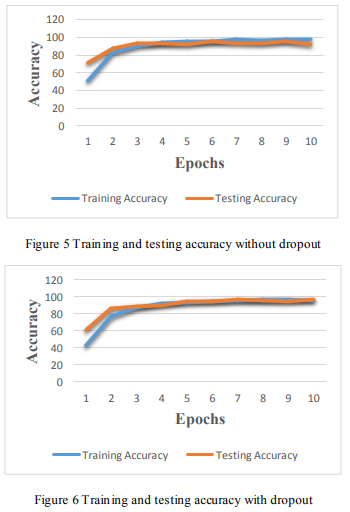 120
100
80
60
40
20
0
Accuracy
1 2 3 4 5 6 7 8 9 10
Epochs
Training Accuracy Testing Accuracy
Figure 5 Training and testing accuracy without dropout
120
100
80
60
40
20
0
Accuracy
1 2 3 4 5 6 7 8 9 10
Epochs
Training Accuracy Testing Accuracy
Figure 6 Training and testing accuracy with dropout